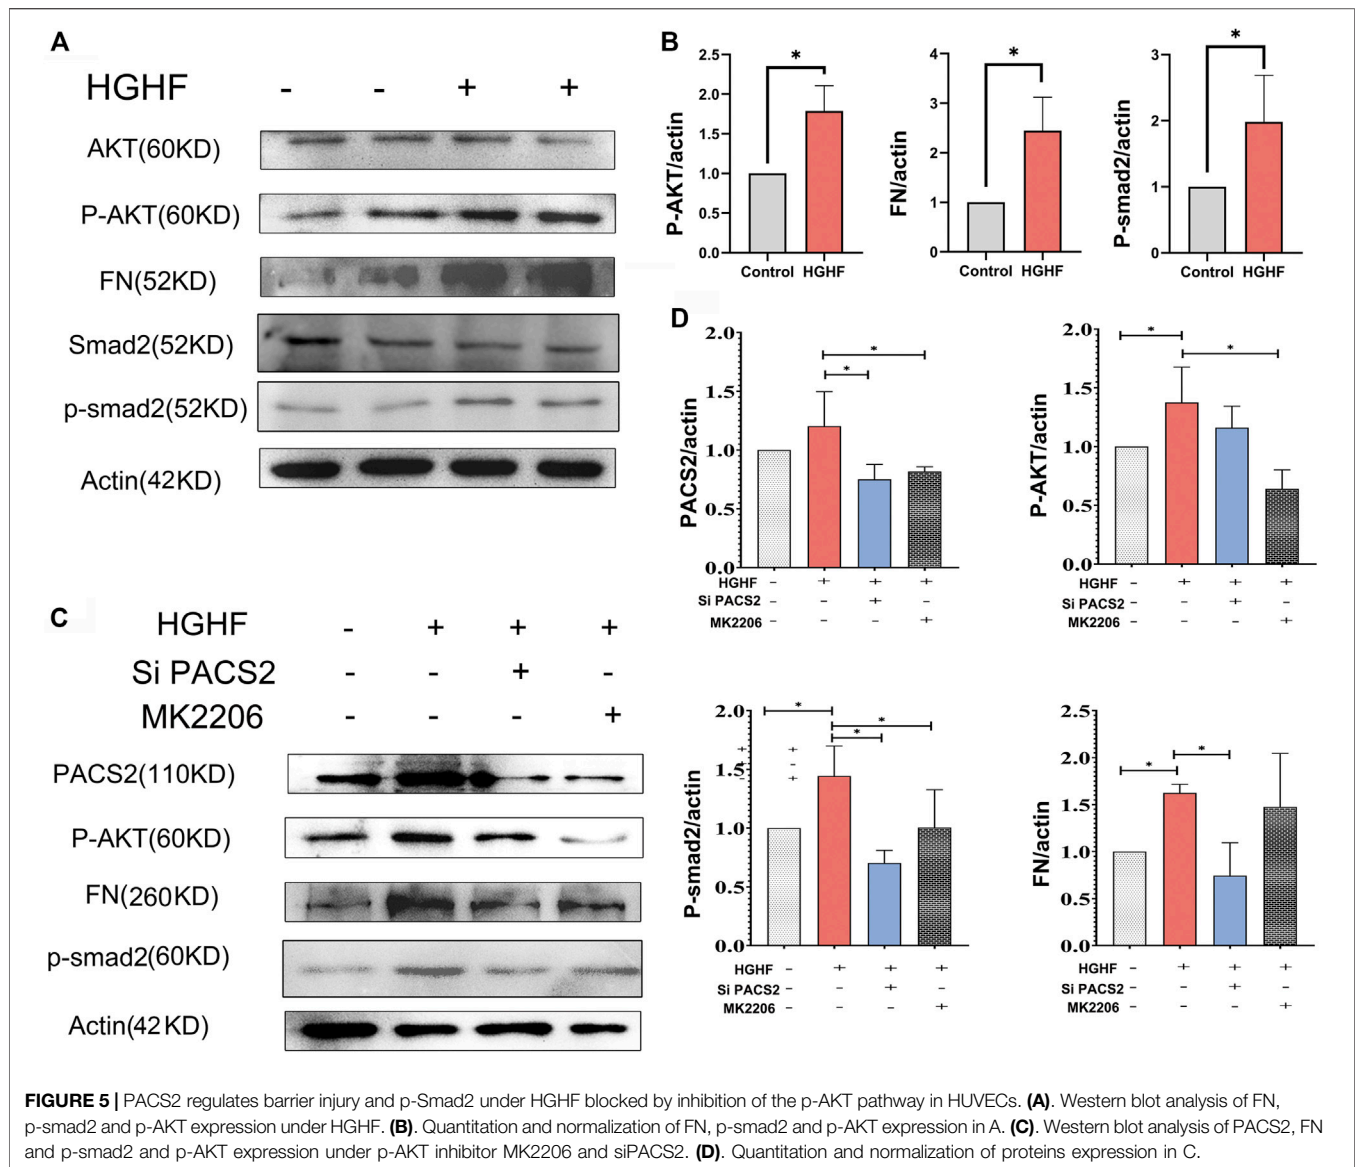 A
HGHF - - + +
AKT(60KD)
P-AKT(60KD)
FN(52KD)
Smad2(52KD)
p-smad2(52KD)
Actin(42KD)
B
P-AKT/actin
2.5
2.0
1.5
1.0
0.5
0.0
*
Control HGHF
FN/actin
4
3
2
1
0
*
Control HGHF
P-smad2/actin
3
2
1
0
*
Control HGHF
C
HGHF - + + +
Si PACS2 - - + -
MK2206 - - - +
PACS2(110KD)
P-AKT(60KD)
FN(260KD)
p-smad2(60KD)
Actin(42KD)
D
PACS2/actin
2.0
1.5
1.0
0.5
0.0
*
*
HGHF - + + +
Si PACS2 - - + -
MK2206 - - - +
P-AKT/actin
2.0
1.5
1.0
0.5
0.0
*
*
HGHF - + + +
Si PACS2 - - + -
MK2206 - - - +
P-smad2/actin
2.0
1.5
1.0
0.5
0.0
*
*
*
+ +
- -
+ +
HGHF - + + +
Si PACS2 - - + -
MK2206 - - - +
FN/actin
2.5
2.0
1.5
1.0
0.5
0.0
*
*
HGHF - + + +
Si PACS2 - - + -
MK2206 - - - +
FIGURE 5 | PACS2 regulates barrier injury and p-Smad2 under HGHF blocked by inhibition of the p-AKT pathway in HUVECs. (A). Western blot analysis of FN,
p-smad2 and p-AKT expression under HGHF. (B). Quantitation and normalization of FN, p-smad2 and p-AKT expression in A. (C). Western blot analysis of PACS2, FN
and p-smad2 and p-AKT expression under p-AKT inhibitor MK2206 and siPACS2. (D). Quantitation and normalization of proteins expression in C.